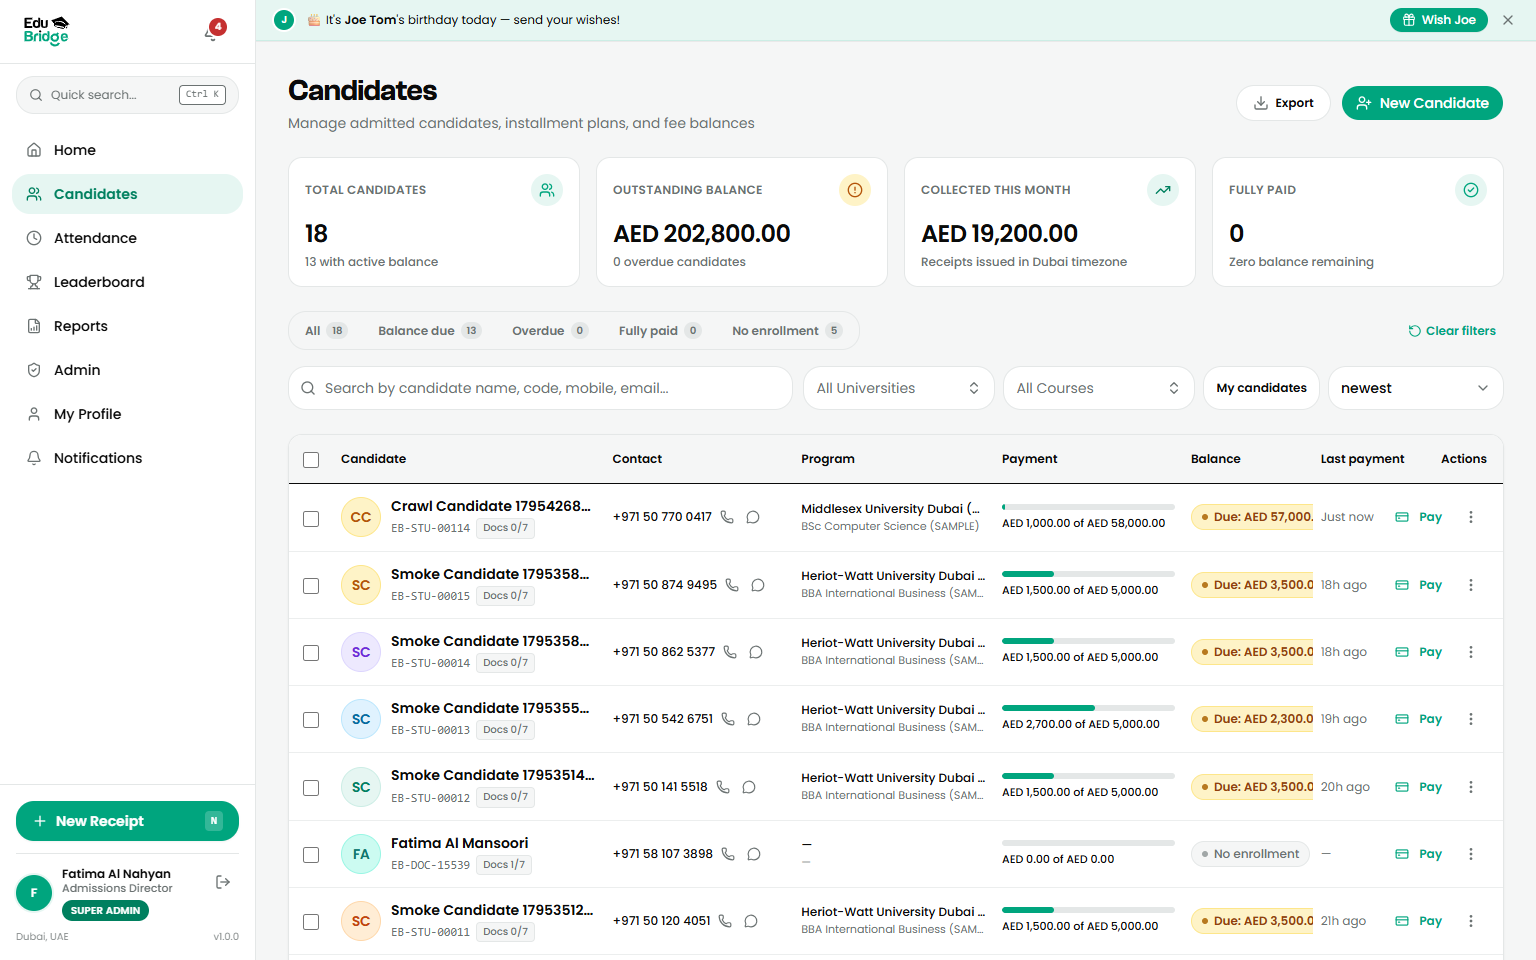 Edu
Bridge
4
J
It's Joe Tom's birthday today — send your wishes!
Wish Joe
Quick search...
Ctrl K
Home
Candidates
Attendance
Leaderboard
Reports
Admin
My Profile
Notifications
New Receipt
N
F
Fatima Al Nahyan
Admissions Director
SUPER ADMIN
Dubai, UAE
v1.0.0
Candidates
Manage admitted candidates, installment plans, and fee balances
Export
New Candidate
TOTAL CANDIDATES
18
13 with active balance
OUTSTANDING BALANCE
AED 202,800.00
0 overdue candidates
COLLECTED THIS MONTH
AED 19,200.00
Receipts issued in Dubai timezone
FULLY PAID
0
Zero balance remaining
All 18
Balance due 13
Overdue 0
Fully paid 0
No enrollment 5
Clear filters
Search by candidate name, code, mobile, email...
All Universities
All Courses
My candidates
newest
Candidate Contact Program Payment Balance Last payment Actions
CC
Crawl Candidate 17954268...
EB-STU-00114 Docs 0/7
+971 50 770 0417
Middlesex University Dubai (...
BSc Computer Science (SAMPLE)
AED 1,000.00 of AED 58,000.00
Due: AED 57,000.
Just now
Pay
SC
Smoke Candidate 1795358...
EB-STU-00015 Docs 0/7
+971 50 874 9495
Heriot-Watt University Dubai ...
BBA International Business (SAM...
AED 1,500.00 of AED 5,000.00
Due: AED 3,500.0
18h ago
Pay
SC
Smoke Candidate 1795358...
EB-STU-00014 Docs 0/7
+971 50 862 5377
Heriot-Watt University Dubai ...
BBA International Business (SAM...
AED 1,500.00 of AED 5,000.00
Due: AED 3,500.0
18h ago
Pay
SC
Smoke Candidate 1795355...
EB-STU-00013 Docs 0/7
+971 50 542 6751
Heriot-Watt University Dubai ...
BBA International Business (SAM...
AED 2,700.00 of AED 5,000.00
Due: AED 2,300.0
19h ago
Pay
SC
Smoke Candidate 17953514...
EB-STU-00012 Docs 0/7
+971 50 141 5518
Heriot-Watt University Dubai ...
BBA International Business (SAM...
AED 1,500.00 of AED 5,000.00
Due: AED 3,500.0
20h ago
Pay
FA
Fatima Al Mansoori
EB-DOC-15539 Docs 1/7
+971 58 107 3898
—
—
AED 0.00 of AED 0.00
No enrollment
—
Pay
SC
Smoke Candidate 17953512...
EB-STU-00011 Docs 0/7
+971 50 120 4051
Heriot-Watt University Dubai ...
BBA International Business (SAM...
AED 1,500.00 of AED 5,000.00
Due: AED 3,500.0
21h ago
Pay